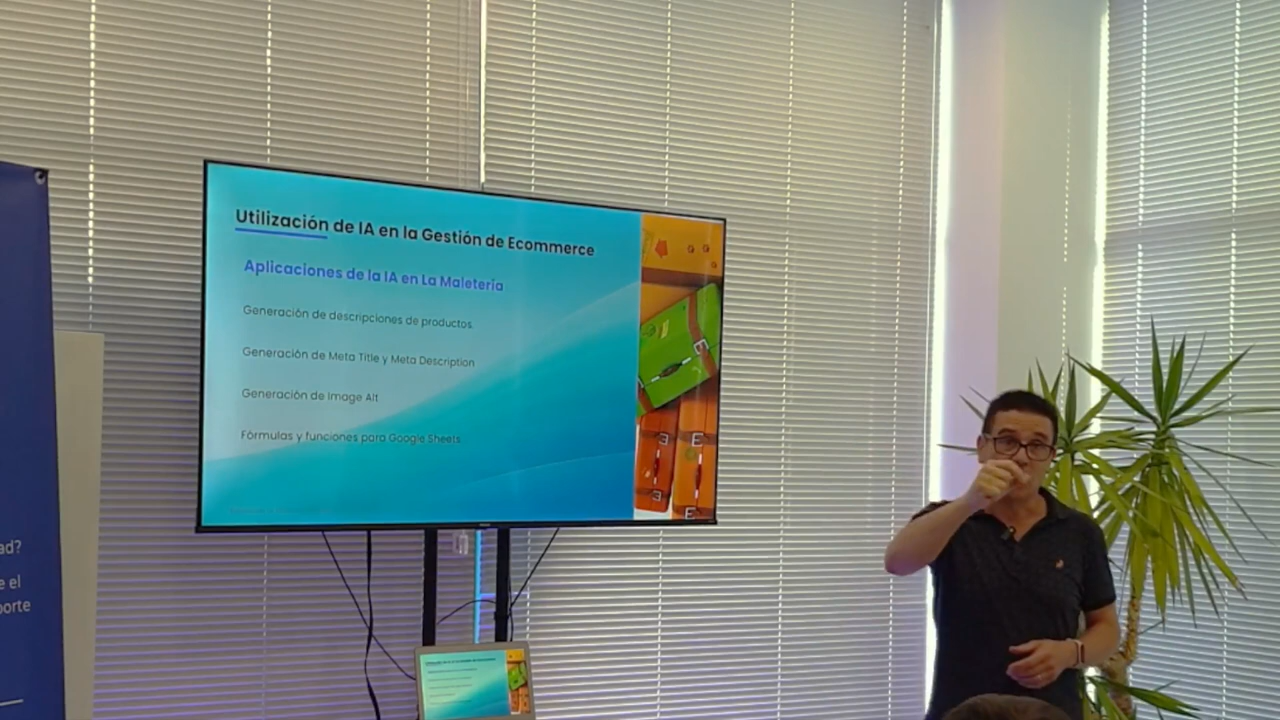 Utilización de IA en la Gestión de Ecommerce
Aplicaciones de la IA en La Maleteria
Generación de descripciones de productos.
Generación de Meta Title y Meta Description
Generación de Image Alt
Fórmulas y funciones para Google Sheets
ad?
e el
porte